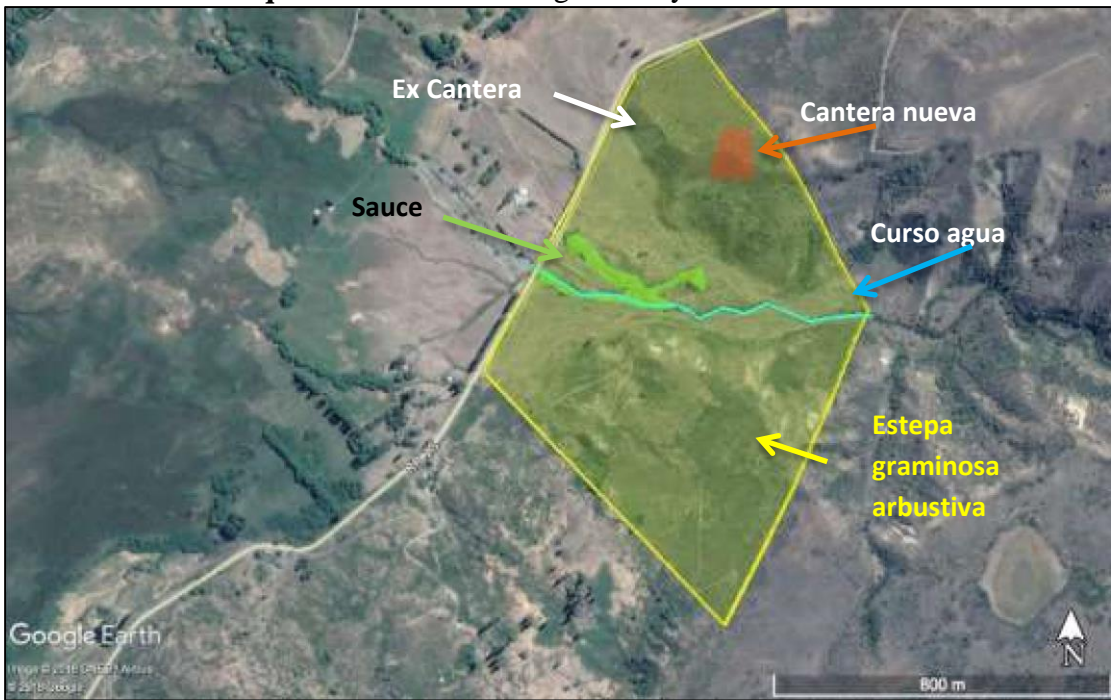 Ex Cantera
Cantera nueva
Sauce
Curso agua
Estepa
graminosa
arbustiva
Google Earth
N
800 m